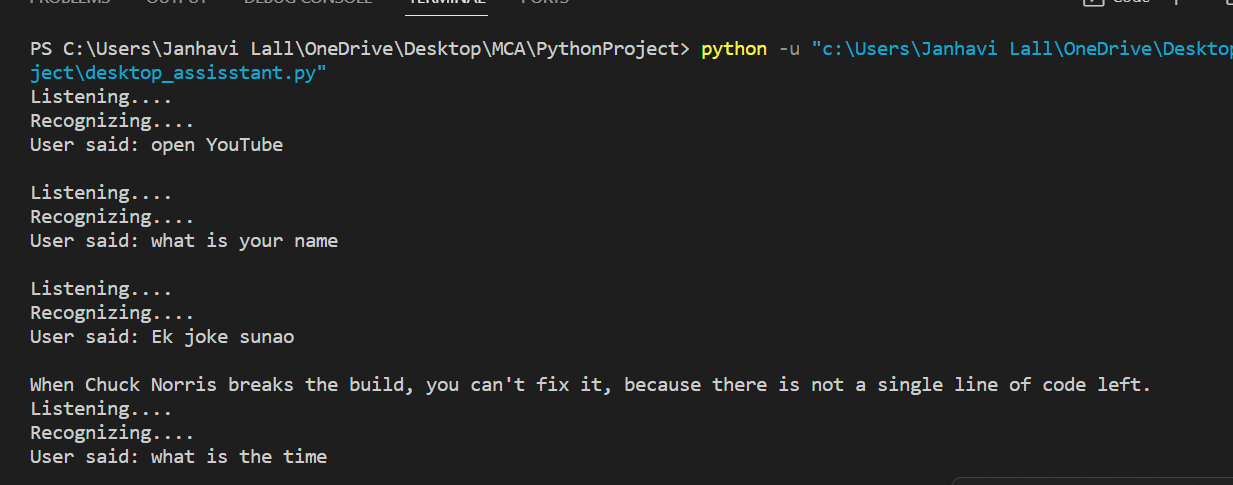 PROBLEMS OUTPUT DEBUG CONSOLE TERMINAL PORTS Code
PS C:\Users\Janhavi Lall\OneDrive\Desktop\MCA\PythonProject> python -u "c:\Users\Janhavi Lall\OneDrive\Desktop
ject\desktop_assisstant.py"
Listening....
Recognizing....
User said: open YouTube
Listening....
Recognizing....
User said: what is your name
Listening....
Recognizing....
User said: Ek joke sunao
When Chuck Norris breaks the build, you can't fix it, because there is not a single line of code left.
Listening....
Recognizing....
User said: what is the time